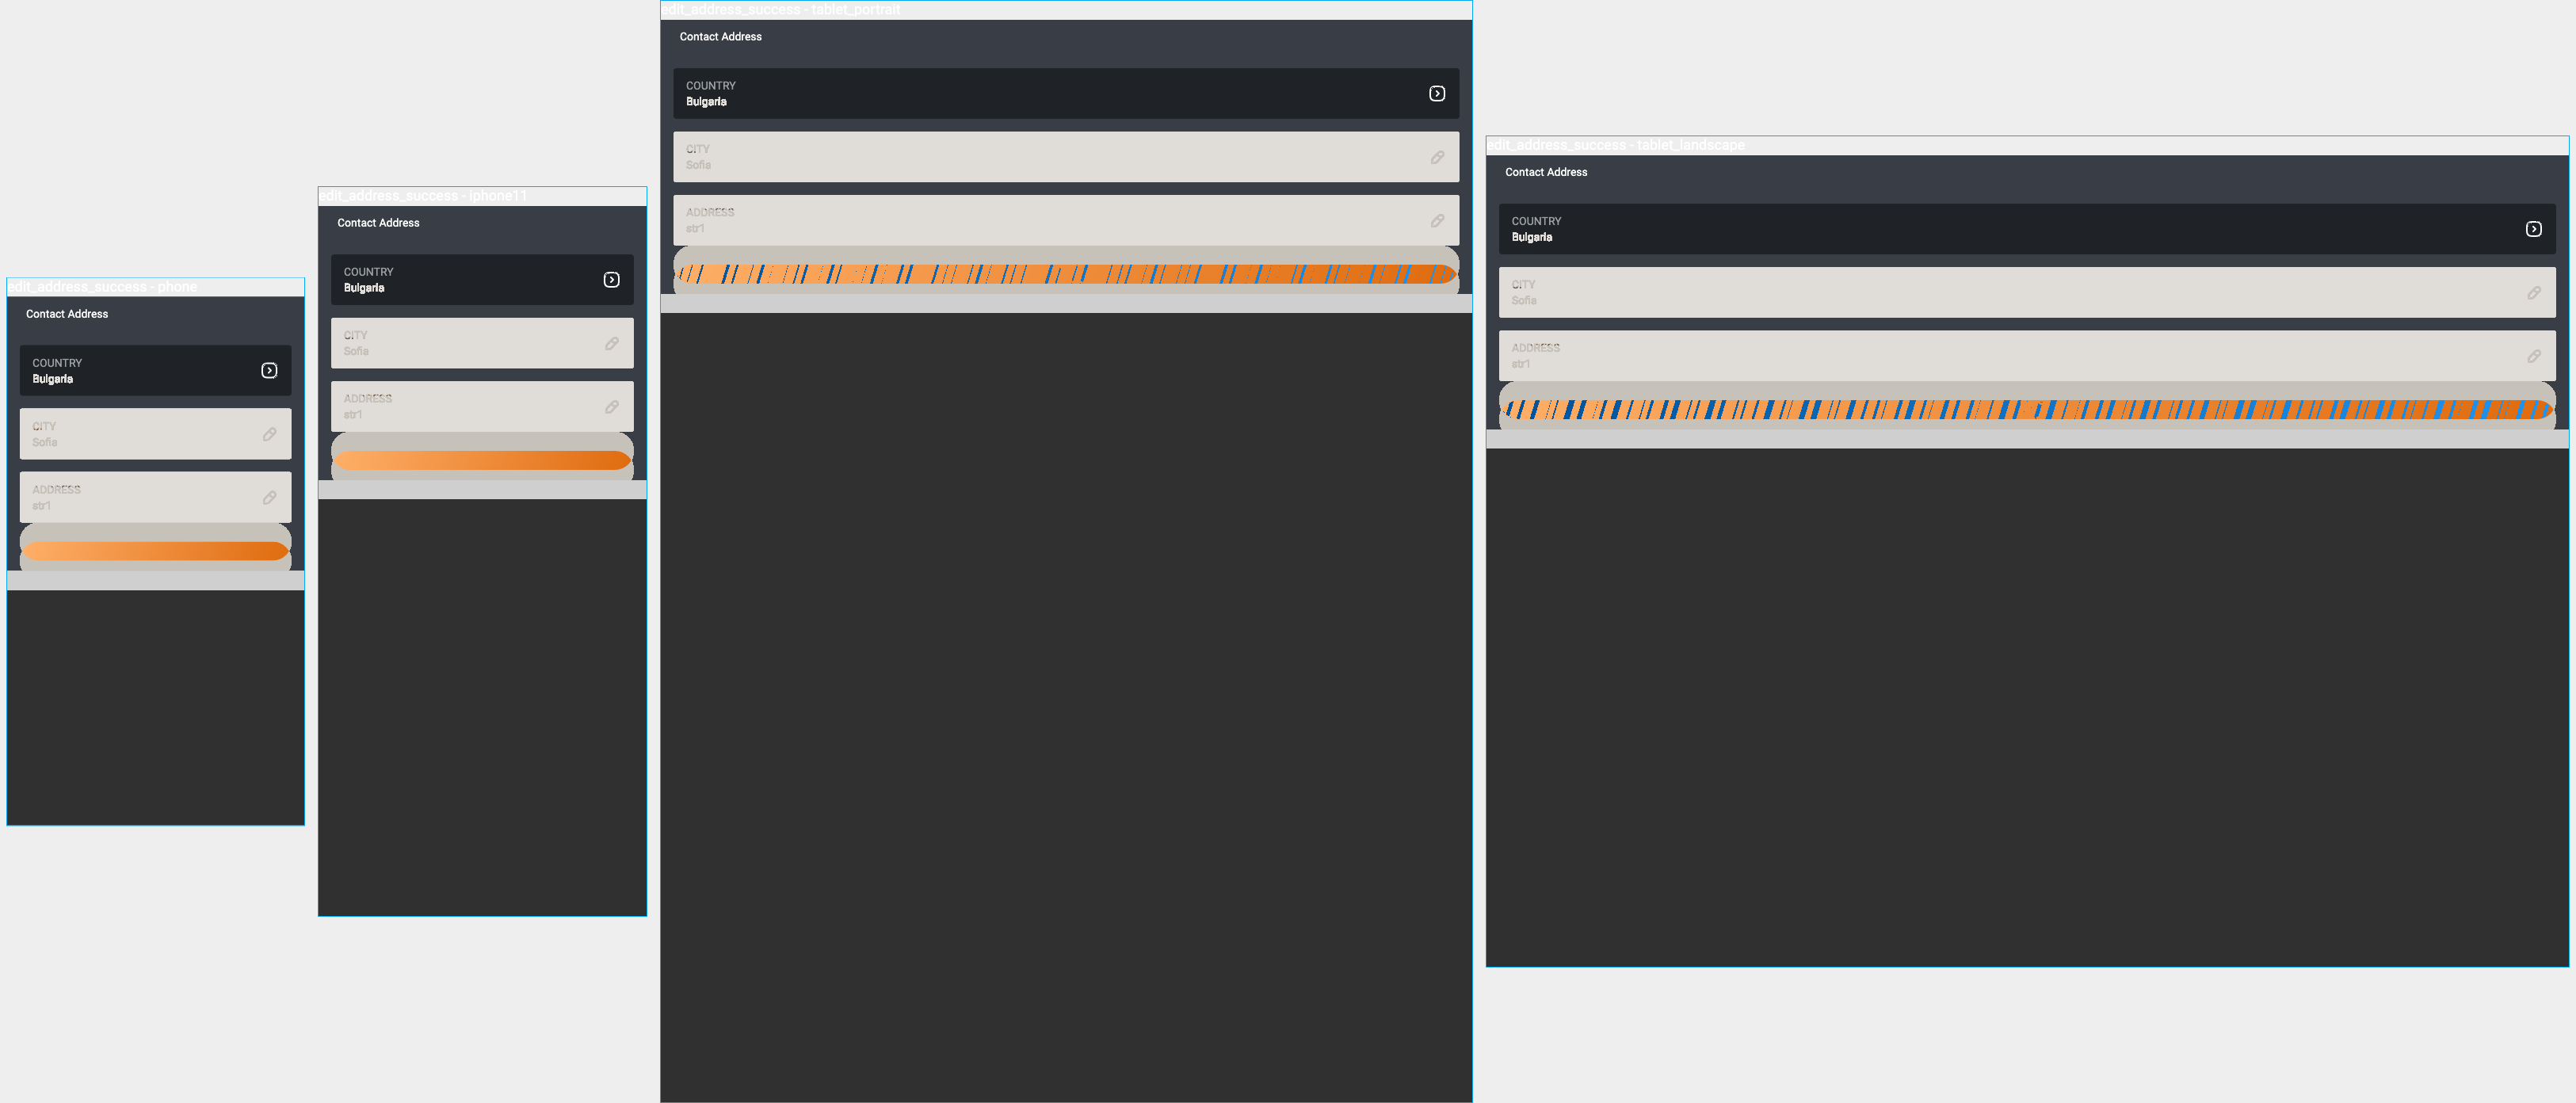 edit_address_success - phone
Contact Address
COUNTRY
Bulgaria
CITY
Sofia
ADDRESS
str1
edit_address_success - iphone11
Contact Address
COUNTRY
Bulgaria
CITY
Sofia
ADDRESS
str1
edit_address_success - tablet_portrait
Contact Address
COUNTRY
Bulgaria
CITY
Sofia
ADDRESS
str1
edit_address_success - tablet_landscape
Contact Address
COUNTRY
Bulgaria
CITY
Sofia
ADDRESS
str1